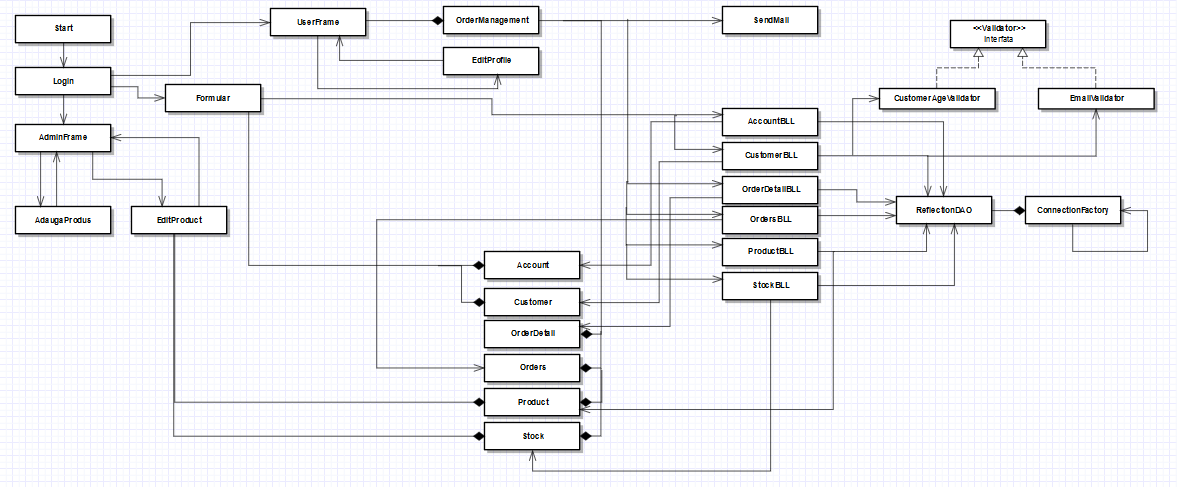 Start
UserFrame
OrderManagement
SendMail
<<Validator>>
Interfata
EditProfile
Login
Formular
CustomerAgeValidator
EmailValidator
AccountBLL
AdminFrame
CustomerBLL
OrderDetailBLL
AdaugaProdus
EditProduct
OrdersBLL
ReflectionDAO
ConnectionFactory
ProductBLL
Account
StockBLL
Customer
OrderDetail
Orders
Product
Stock